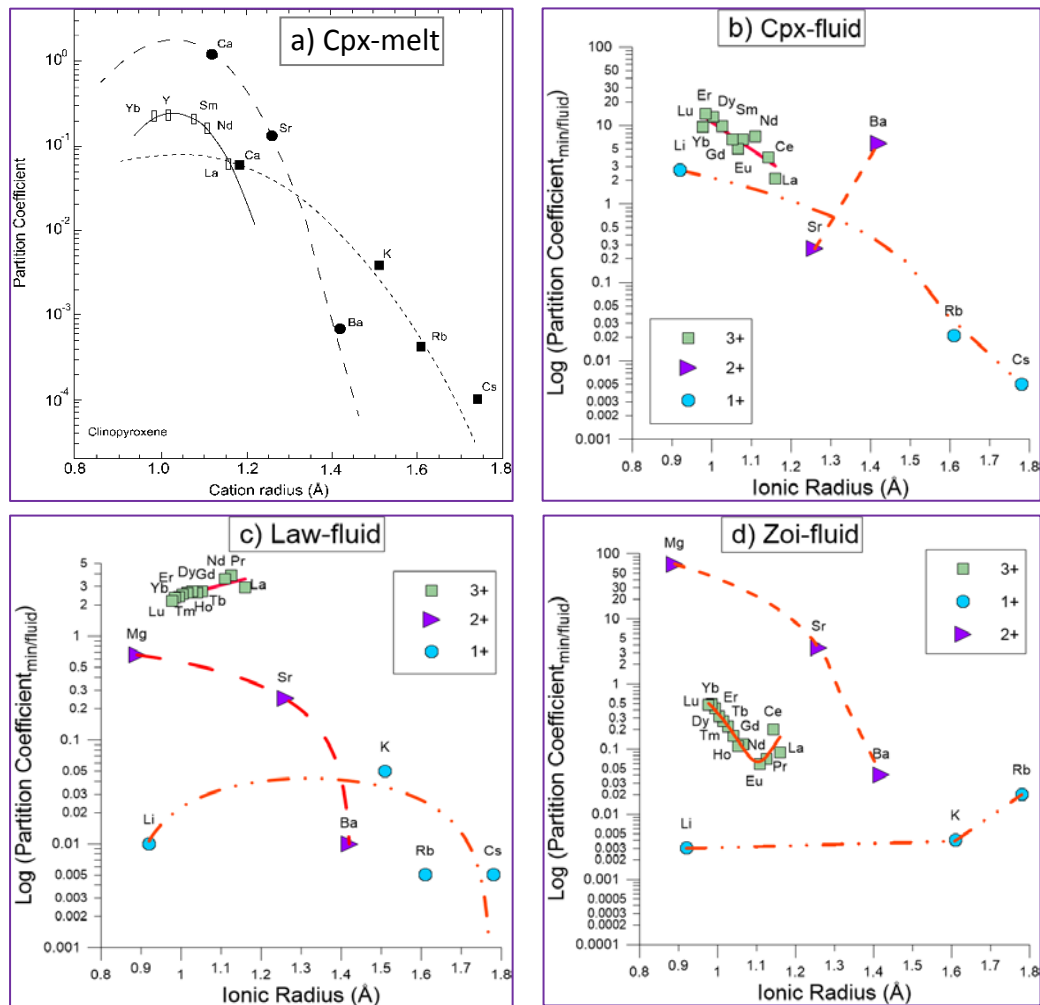 a) Cpx-melt
Partition Coefficient
10⁰
10⁻¹
10⁻²
10⁻³
10⁻⁴
Ca
Yb Y Sm
Nd
Sr
La
Ca
K
Ba
Rb
Cs
Clinopyroxene
0.8 1.0 1.2 1.4 1.6 1.8
Cation radius (Å)
b) Cpx-fluid
Log (Partition Coefficient min/fluid)
100
50
20
10
5
3
2
1
0.5
0.3
0.2
0.1
0.05
0.03
0.02
0.01
0.005
0.003
0.002
0.001
Er
Lu Dy Sm
Nd
Ba
Li Yb
Gd Ce
Eu La
Sr
Rb
Cs
3+
2+
1+
0.8 0.9 1 1.1 1.2 1.3 1.4 1.5 1.6 1.7 1.8
Ionic Radius (Å)
c) Law-fluid
Log (Partition Coefficient min/fluid)
5
3
2
1
0.5
0.3
0.2
0.1
0.05
0.03
0.02
0.01
0.005
0.003
0.002
0.001
Nd Pr
Er DyGd
Yb La
Lu Tm Ho Tb
Mg
Sr
K
Li
Ba Rb Cs
3+
2+
1+
0.8 0.9 1 1.1 1.2 1.3 1.4 1.5 1.6 1.7 1.8
Ionic Radius (Å)
d) Zoi-fluid
Log (Partition Coefficient min/fluid)
100
50
20
10
5
3
2
1
0.5
0.3
0.2
0.1
0.05
0.03
0.02
0.01
0.005
0.003
0.002
0.001
0.0005
0.0003
0.0002
0.0001
Mg
Sr
Yb Er
Lu Tb Ce
Dy Gd
Tm Nd La
Ho Pr
Eu
Ba
Rb
K
Li
3+
1+
2+
0.8 0.9 1 1.1 1.2 1.3 1.4 1.5 1.6 1.7 1.8
Ionic Radius (Å)